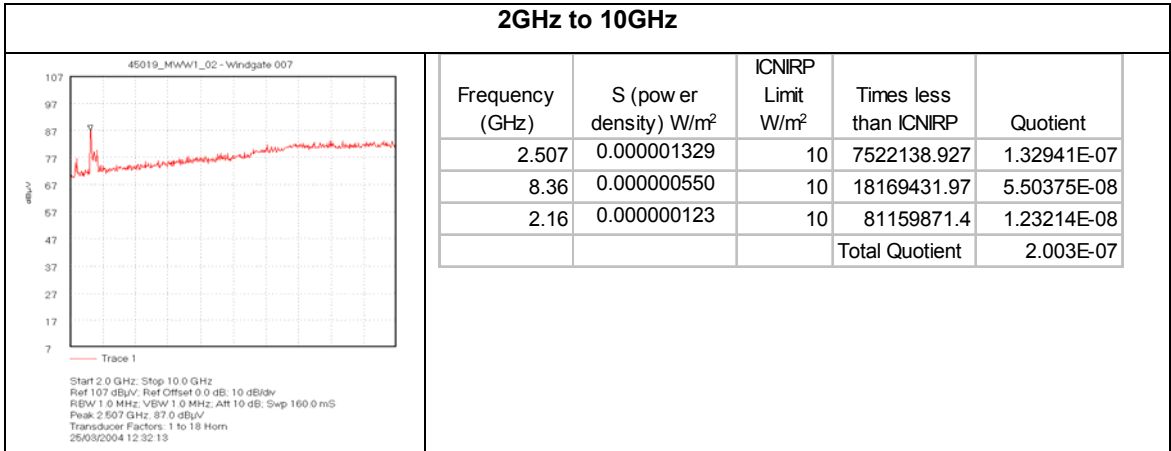 2GHz to 10GHz
45019_MWW1_02 - Windgate 007
107
97
87
77
67
57
47
37
27
17
7
dBµV
Trace 1
Start 2.0 GHz; Stop 10.0 GHz
Ref 107 dBµV; Ref Offset 0.0 dB; 10 dB/div
RBW 1.0 MHz; VBW 1.0 MHz; Att 10 dB; Swp 160.0 mS
Peak 2.507 GHz, 87.0 dBµV
Transducer Factors: 1 to 18 Horn
25/03/2004 12:32:13
Frequency (GHz) S (pow er density) W/m² ICNIRP Limit W/m² Times less than ICNIRP Quotient
2.507 0.000001329 10 7522138.927 1.32941E-07
8.36 0.000000550 10 18169431.97 5.50375E-08
2.16 0.000000123 10 81159871.4 1.23214E-08
Total Quotient 2.003E-07